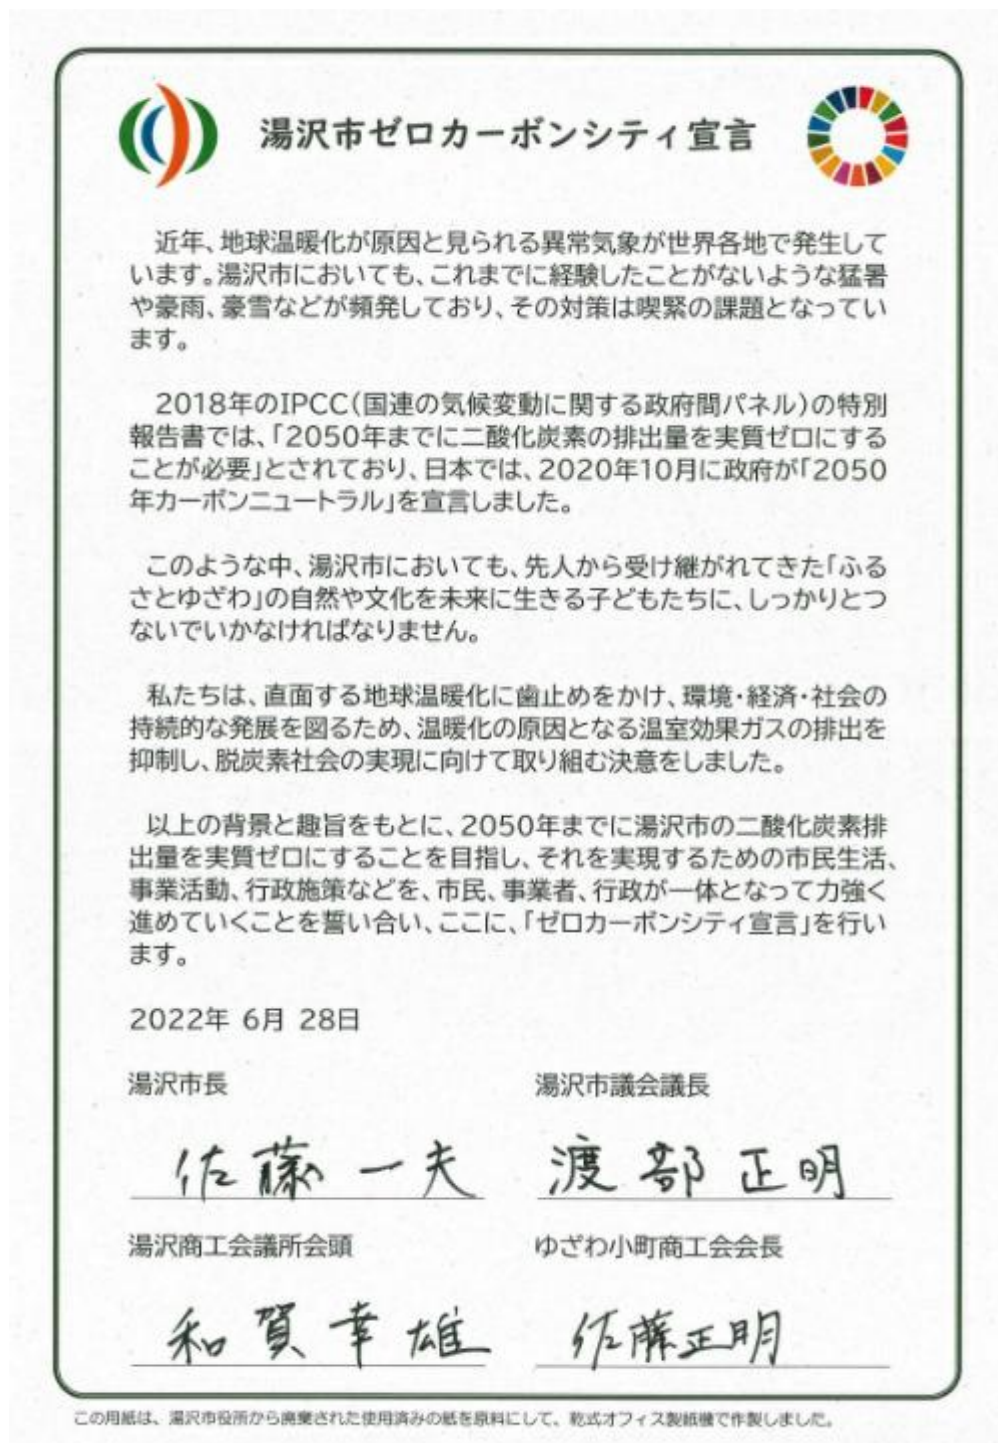 湯沢市ゼロカーボンシティ宣言
近年、地球温暖化が原因と見られる異常気象が世界各地で発生して
います。湯沢市においても、これまでに経験したことがないような猛暑
や豪雨、豪雪などが頻発しており、その対策は喫緊の課題となってい
ます。
2018年のIPCC(国連の気候変動に関する政府間パネル)の特別
報告書では、「2050年までに二酸化炭素の排出量を実質ゼロにする
ことが必要」とされており、日本では、2020年10月に政府が「2050
年カーボンニュートラル」を宣言しました。
このような中、湯沢市においても、先人から受け継がれてきた「ふる
さとゆざわ」の自然や文化を未来に生きる子どもたちに、しっかりとつ
ないでいかなければなりません。
私たちは、直面する地球温暖化に歯止めをかけ、環境・経済・社会の
持続的な発展を図るため、温暖化の原因となる温室効果ガスの排出を
抑制し、脱炭素社会の実現に向けて取り組む決意をしました。
以上の背景と趣旨をもとに、2050年までに湯沢市の二酸化炭素排
出量を実質ゼロにすることを目指し、それを実現するための市民生活、
事業活動、行政施策などを、市民、事業者、行政が一体となって力強く
進めていくことを誓い合い、ここに、「ゼロカーボンシティ宣言」を行い
ます。
2022年 6月 28日
湯沢市長 湯沢市議会議長
佐藤一夫 渡部正明
湯沢商工会議所会頭 ゆざわ小町商工会会長
和賀幸雄 佐藤正明
この用紙は、湯沢市役所から廃棄された使用済みの紙を原料にして、乾式オフィス製紙機で作製しました。